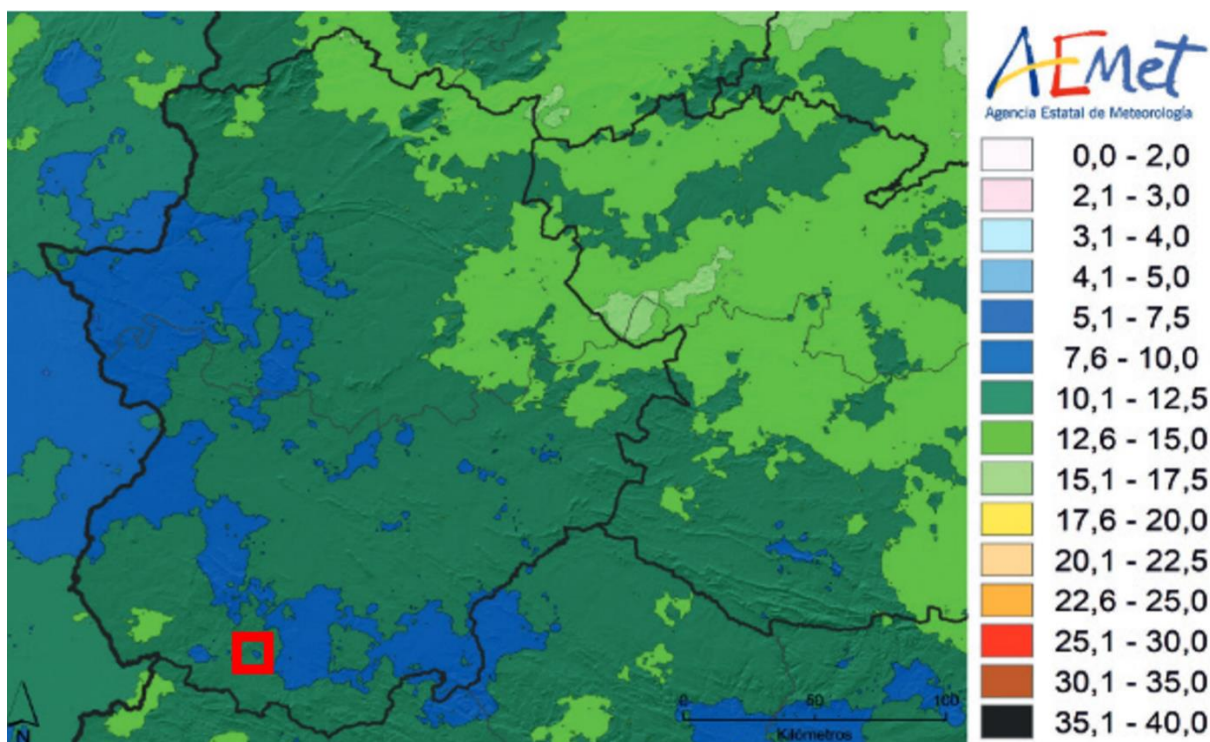 AEMet
Agencia Estatal de Meteorología
0,0 - 2,0
2,1 - 3,0
3,1 - 4,0
4,1 - 5,0
5,1 - 7,5
7,6 - 10,0
10,1 - 12,5
12,6 - 15,0
15,1 - 17,5
17,6 - 20,0
20,1 - 22,5
22,6 - 25,0
25,1 - 30,0
30,1 - 35,0
35,1 - 40,0
0 50 100
Kilómetros
N